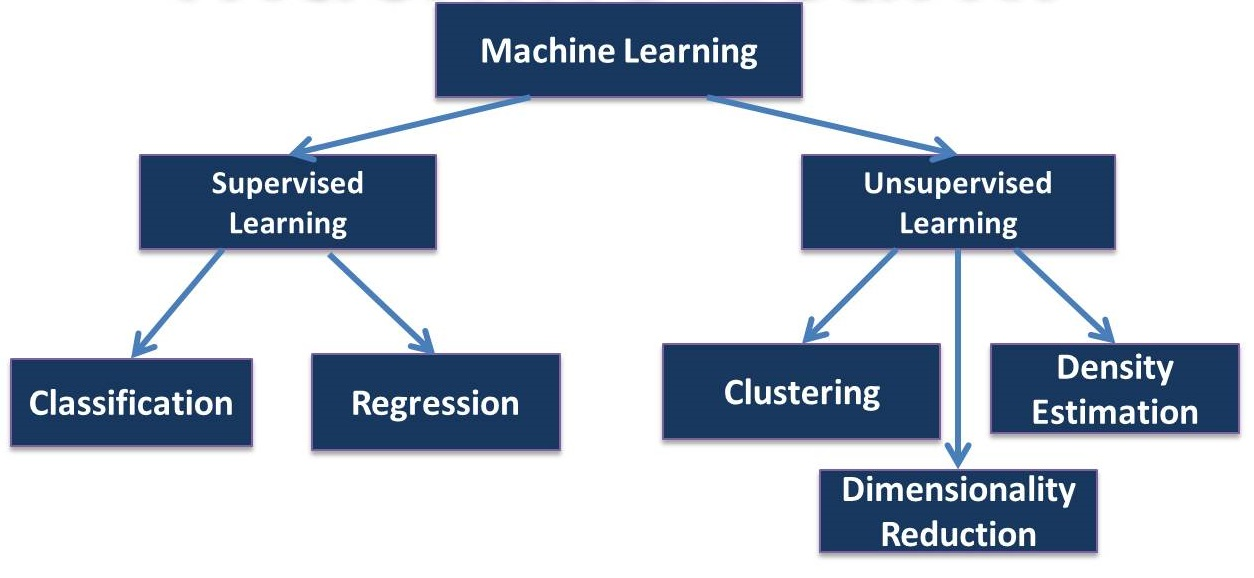 Machine Learning
Supervised
Learning
Unsupervised
Learning
Classification
Regression
Clustering
Density
Estimation
Dimensionality
Reduction